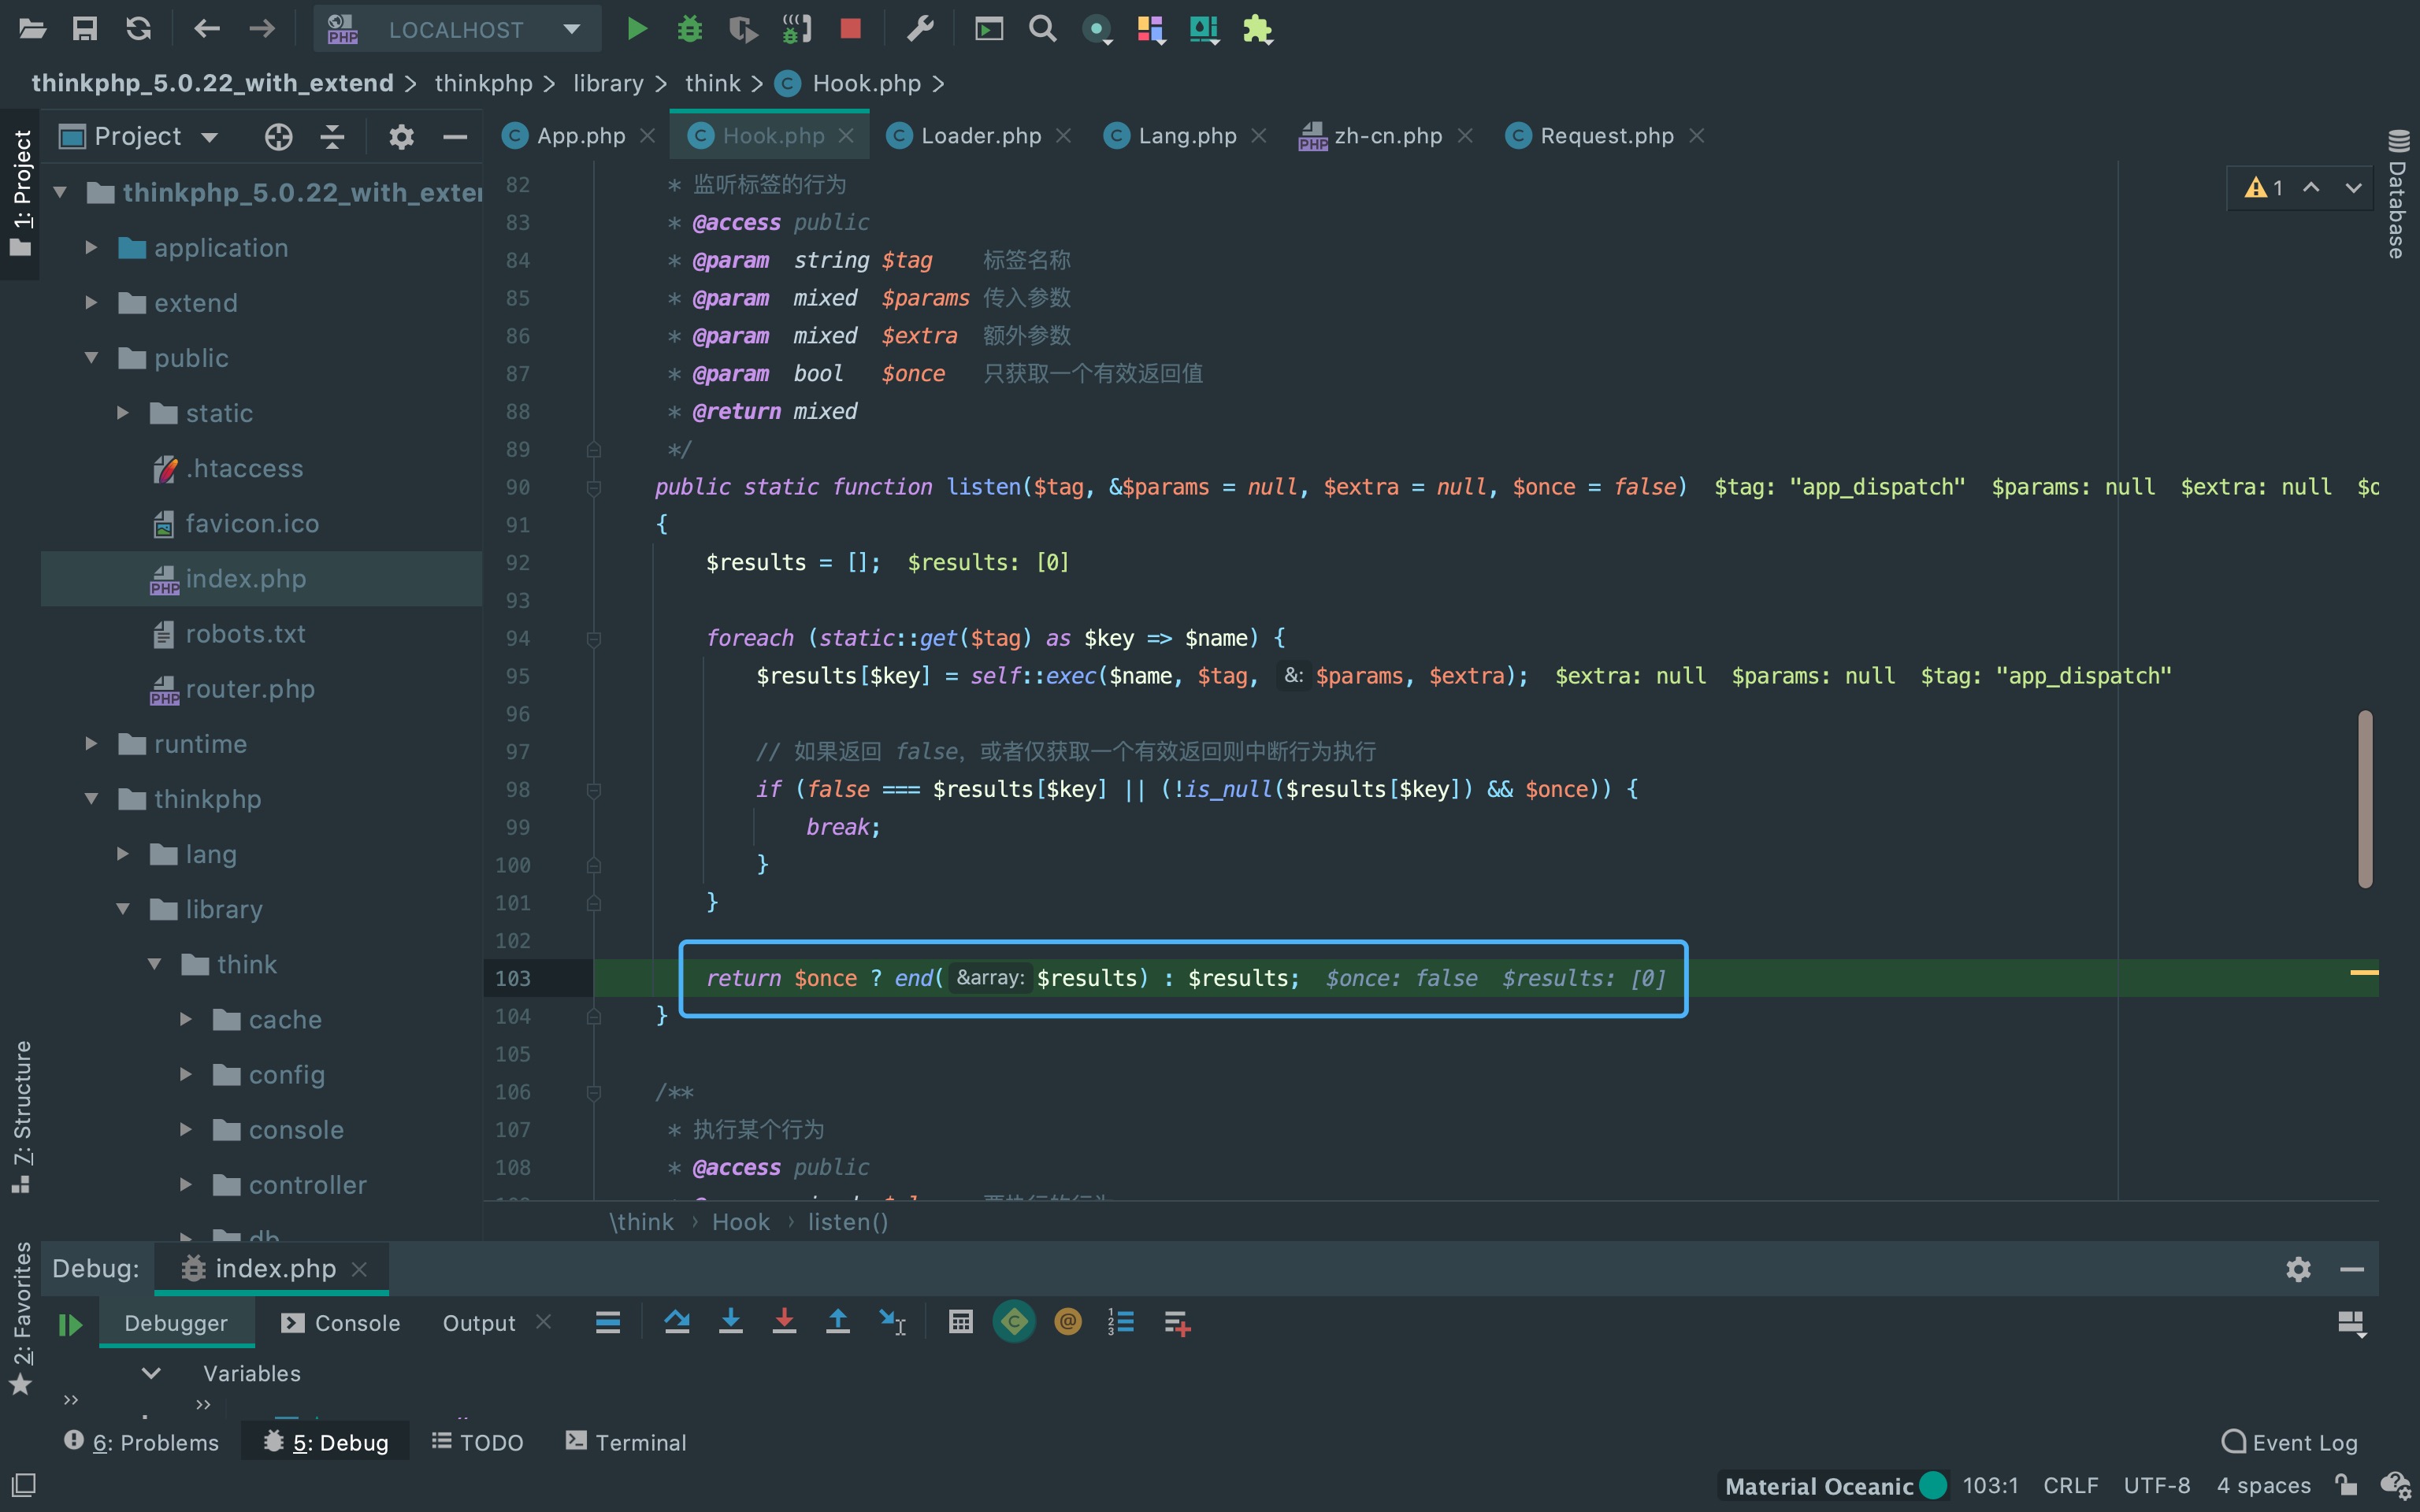 LOCALHOST
thinkphp_5.0.22_with_extend > thinkphp > library > think > Hook.php >
1: Project
Project
App.php
Hook.php
Loader.php
Lang.php
zh-cn.php
Request.php
Database
thinkphp_5.0.22_with_exte
application
extend
public
static
.htaccess
favicon.ico
index.php
robots.txt
router.php
runtime
thinkphp
lang
library
think
cache
config
console
controller
db
1
82 * 监听标签的行为
83 * @access public
84 * @param string $tag 标签名称
85 * @param mixed $params 传入参数
86 * @param mixed $extra 额外参数
87 * @param bool $once 只获取一个有效返回值
88 * @return mixed
89 */
90 public static function listen($tag, &$params = null, $extra = null, $once = false) $tag: "app_dispatch" $params: null $extra: null $o
91 {
92 $results = []; $results: [0]
93
94 foreach (static::get($tag) as $key => $name) {
95 $results[$key] = self::exec($name, $tag, &: $params, $extra); $extra: null $params: null $tag: "app_dispatch"
96
97 // 如果返回 false，或者仅获取一个有效返回则中断行为执行
98 if (false === $results[$key] || (!is_null($results[$key]) && $once)) {
99 break;
100 }
101 }
102
103 return $once ? end( &array: $results) : $results; $once: false $results: [0]
104 }
105
106 /**
107 * 执行某个行为
108 * @access public
\think › Hook › listen()
7: Structure
2: Favorites
Debug: index.php
Debugger
Console
Output
Variables
6: Problems
5: Debug
TODO
Terminal
Event Log
Material Oceanic
103:1 CRLF UTF-8 4 spaces